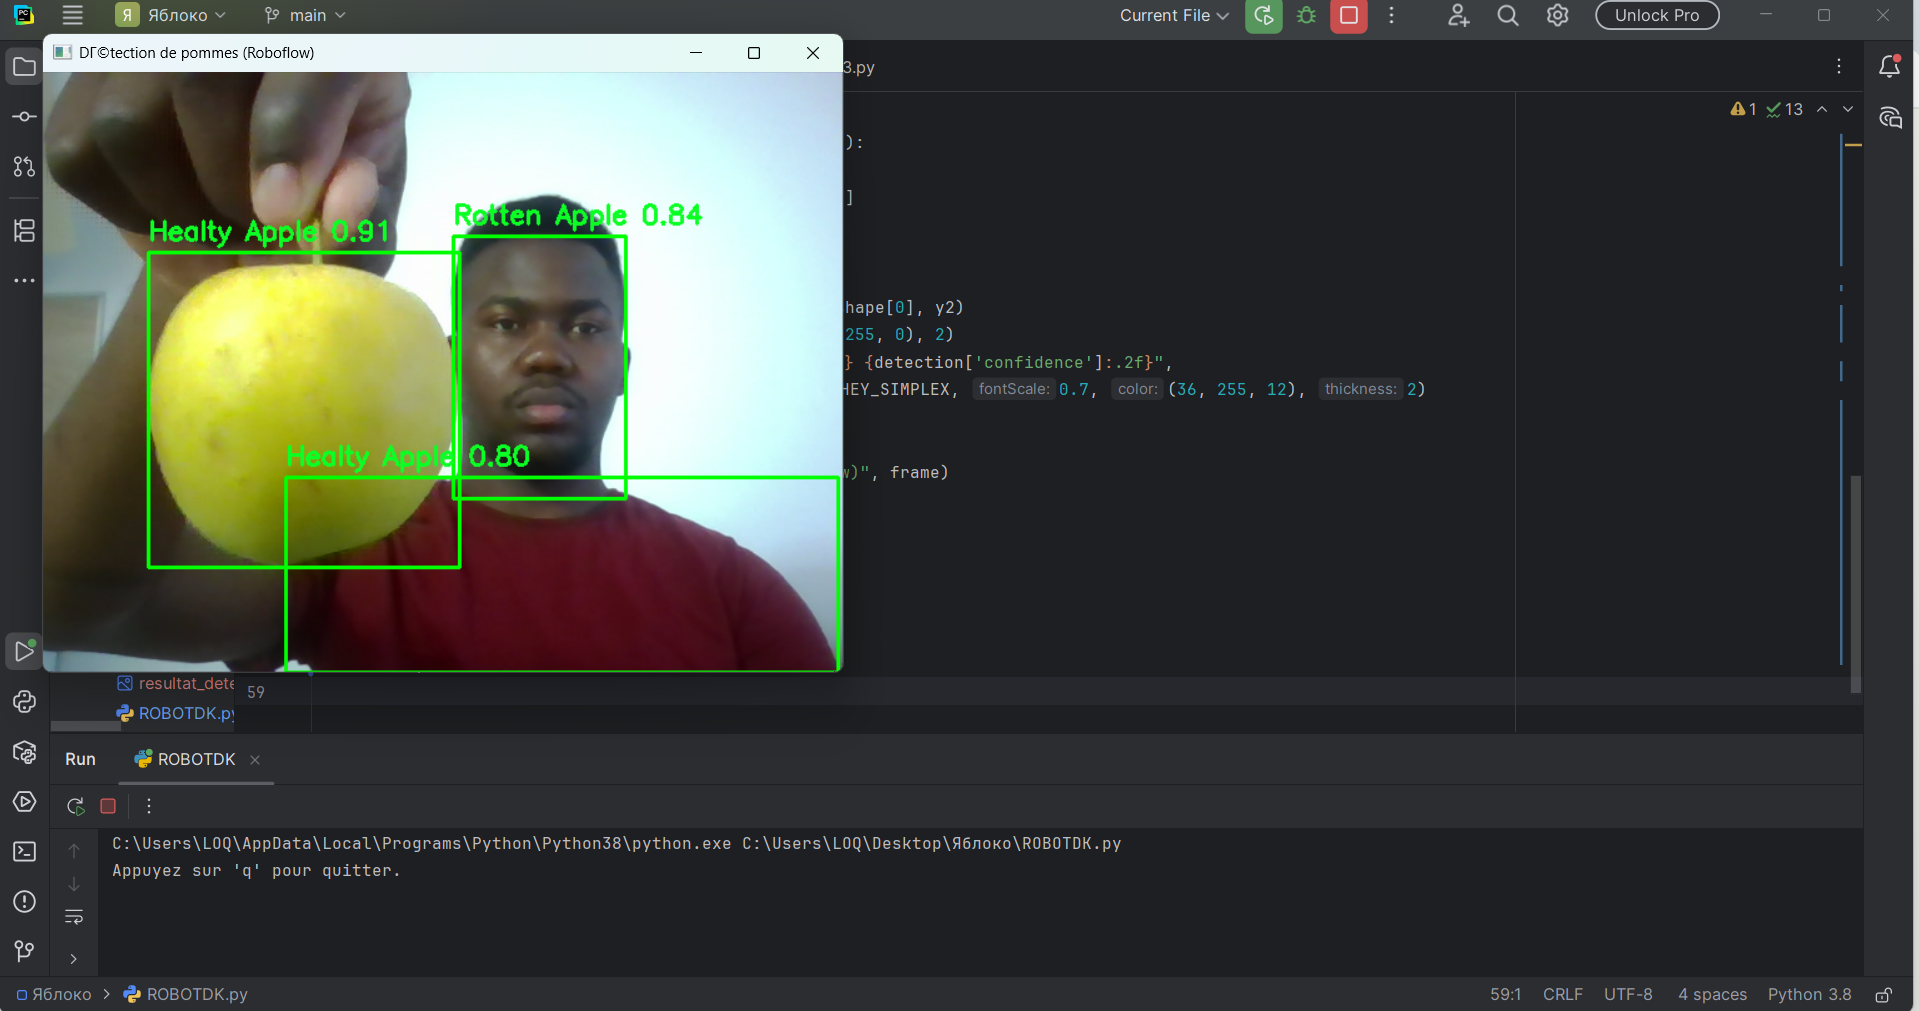 Яблоко
main
Current File
Unlock Pro
DГ©tection de pommes (Roboflow)
3.py
1
13
):
]
hape[0], y2)
255, 0), 2)
} {detection['confidence']:.2f}",
HEY_SIMPLEX, fontScale: 0.7, color: (36, 255, 12), thickness: 2)
w)", frame)
Healty Apple 0.91
Rotten Apple 0.84
Healty Apple 0.80
resultat_dete
59
ROBOTDK.py
Run
ROBOTDK
C:\Users\LOQ\AppData\Local\Programs\Python\Python38\python.exe C:\Users\LOQ\Desktop\Яблоко\ROBOTDK.py
Appuyez sur 'q' pour quitter.
Яблоко > ROBOTDK.py
59:1 CRLF UTF-8 4 spaces Python 3.8